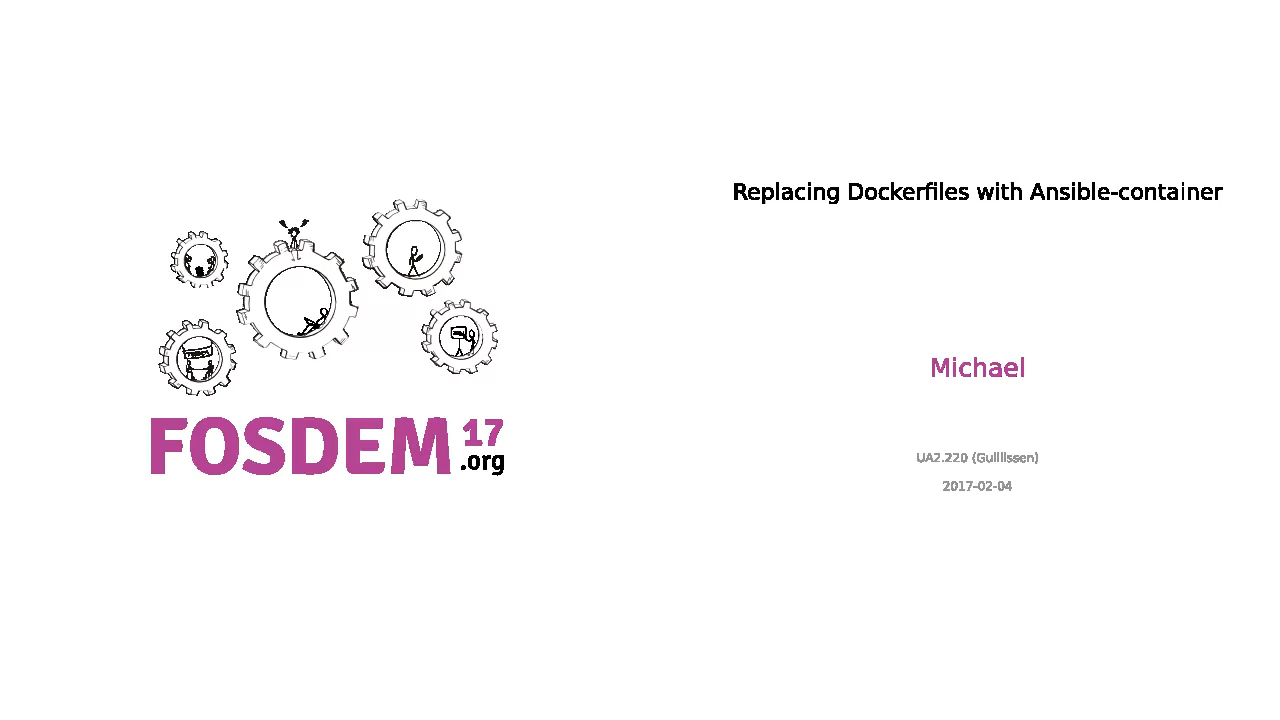 FOSDEM 17
.org
Replacing Dockerfiles with Ansible-container
Michael
UA2.220 (Guillissen)
2017-02-04